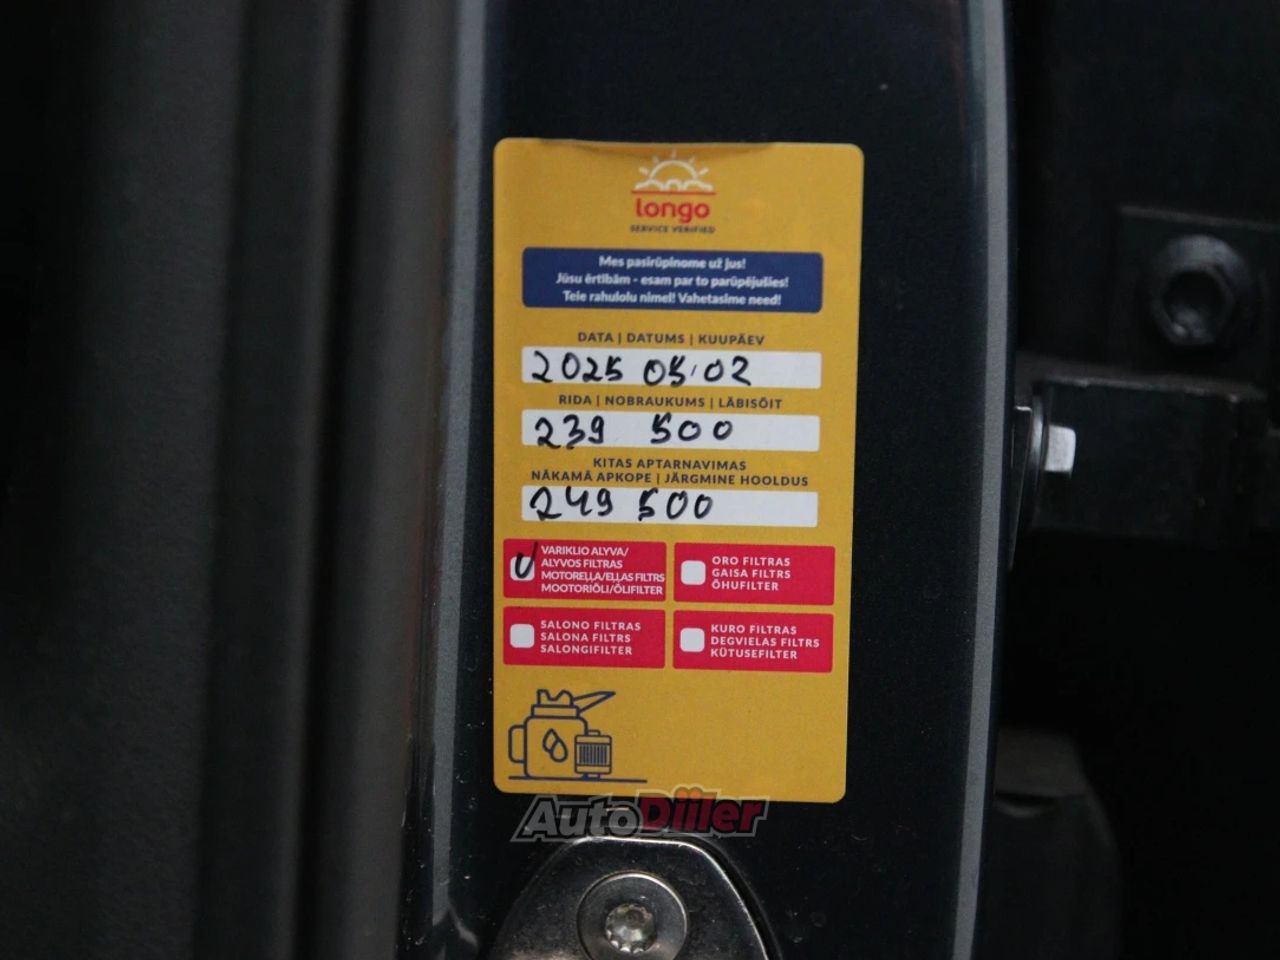 longo
SERVICE VERIFIED
Mes pasirūpinome už jus!
Jūsu ērtībām - esam par to parūpējušies!
Teie rahulolu nimel! Vahetasime need!
DATA | DATUMS | KUUPÄEV
2025 05.02
RIDA | NOBRAUKUMS | LÄBISÕIT
239 500
KITAS APTARNAVIMAS
NĀKAMĀ APKOPE | JÄRGMINE HOOLDUS
249 500
VARIKLIO ALYVA/
ALYVOS FILTRAS
MOTOREĻĻA/EĻĻAS FILTRS
MOOTORIÕLI/ÕLIFILTER
ORO FILTRAS
GAISA FILTRS
ÕHUFILTER
SALONO FILTRAS
SALONA FILTRS
SALONGIFILTER
KURO FILTRAS
DEGVIELAS FILTRS
KÜTUSEFILTER
AutoDiiler